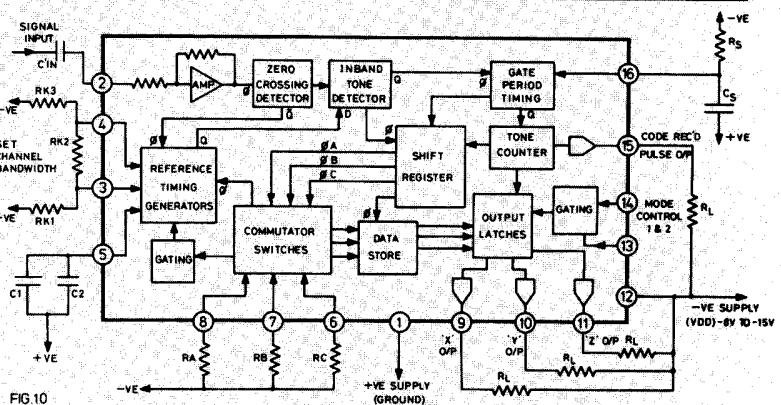 SIGNAL
INPUT
C'IN
2
AMP
Ø
ZERO
CROSSING
DETECTOR
Q
INBAND
TONE
DETECTOR
Q
D
Ø
GATE
PERIOD
TIMING
Q
Ø
16
-VE
RS
CS
+VE
RK3
-VE
4
RK2
SET
CHANNEL
BANDWIDTH
3
-VE
RK1
5
C1
C2
+VE
Ø
Q
REFERENCE
TIMING
GENERATORS
Q
GATING
COMMUTATOR
SWITCHES
ØA
ØB
ØC
Ø
SHIFT
REGISTER
TONE
COUNTER
15
CODE REC'D
PULSE O/P
Ø
DATA
STORE
OUTPUT
LATCHES
GATING
14
MODE
CONTROL
1 & 2
13
RL
12
-VE SUPPLY
(VDD)-8V TO -15V
8
7
6
1
9
10
11
RA
RB
RC
-VE
+VE SUPPLY
(GROUND)
'X'
O/P
'Y'
O/P
'Z' O/P
RL
RL
RL
FIG.10